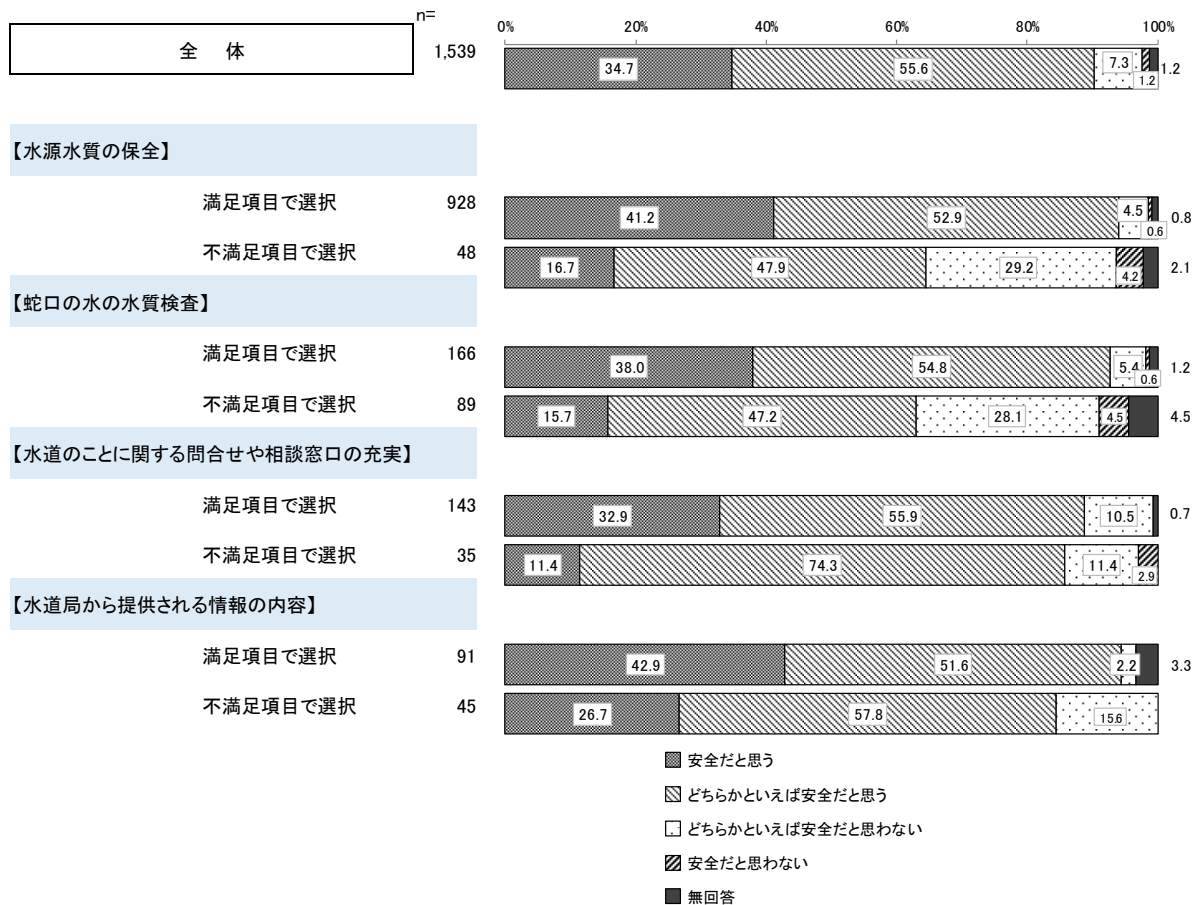 n=
0% 20% 40% 60% 80% 100%
全 体 1,539 34.7 55.6 7.3 1.2 1.2
【水源水質の保全】
満足項目で選択 928 41.2 52.9 4.5 0.6 0.8
不満足項目で選択 48 16.7 47.9 29.2 4.2 2.1
【蛇口の水の水質検査】
満足項目で選択 166 38.0 54.8 5.4 0.6 1.2
不満足項目で選択 89 15.7 47.2 28.1 4.5 4.5
【水道のことに関する問合せや相談窓口の充実】
満足項目で選択 143 32.9 55.9 10.5 0.7
不満足項目で選択 35 11.4 74.3 11.4 2.9
【水道局から提供される情報の内容】
満足項目で選択 91 42.9 51.6 2.2 3.3
不満足項目で選択 45 26.7 57.8 15.6
安全だと思う
どちらかといえば安全だと思う
どちらかといえば安全だと思わない
安全だと思わない
無回答